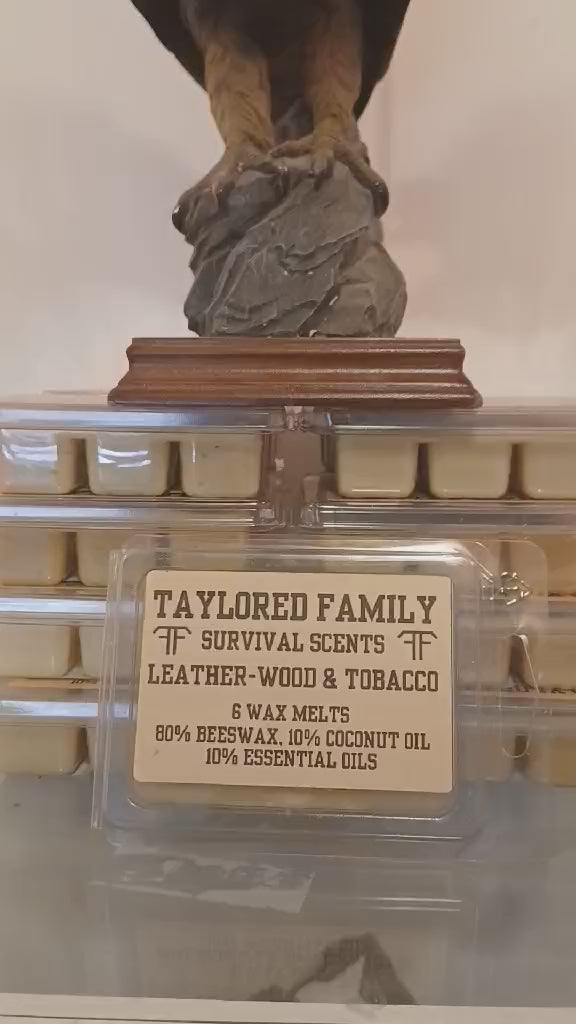 TAYLORED FAMILY
TF SURVIVAL SCENTS TF
LEATHER-WOOD & TOBACCO
6 WAX MELTS
80% BEESWAX, 10% COCONUT OIL
10% ESSENTIAL OILS